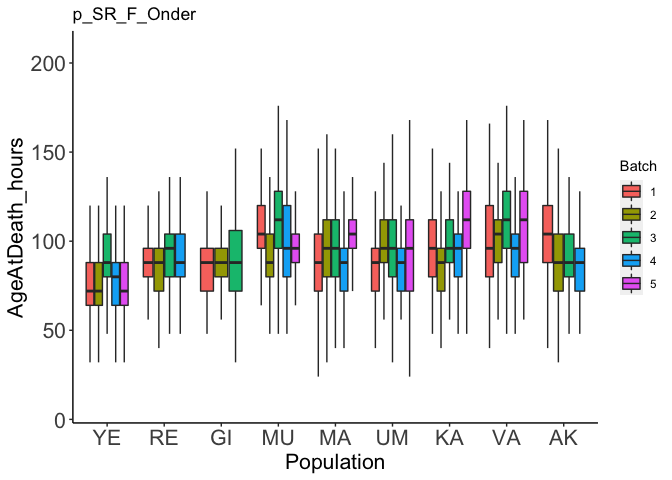 p_SR_F_Onder
200
150
100
50
0
AgeAtDeath_hours
YE RE GI MU MA UM KA VA AK
Population
Batch
1
2
3
4
5